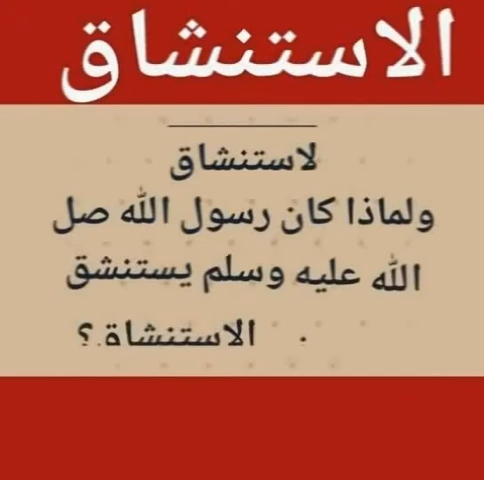 الاستنشاق
لاستنشاق
ولماذا كان رسول الله صل
الله عليه وسلم يستنشق
الاستنشاق؟